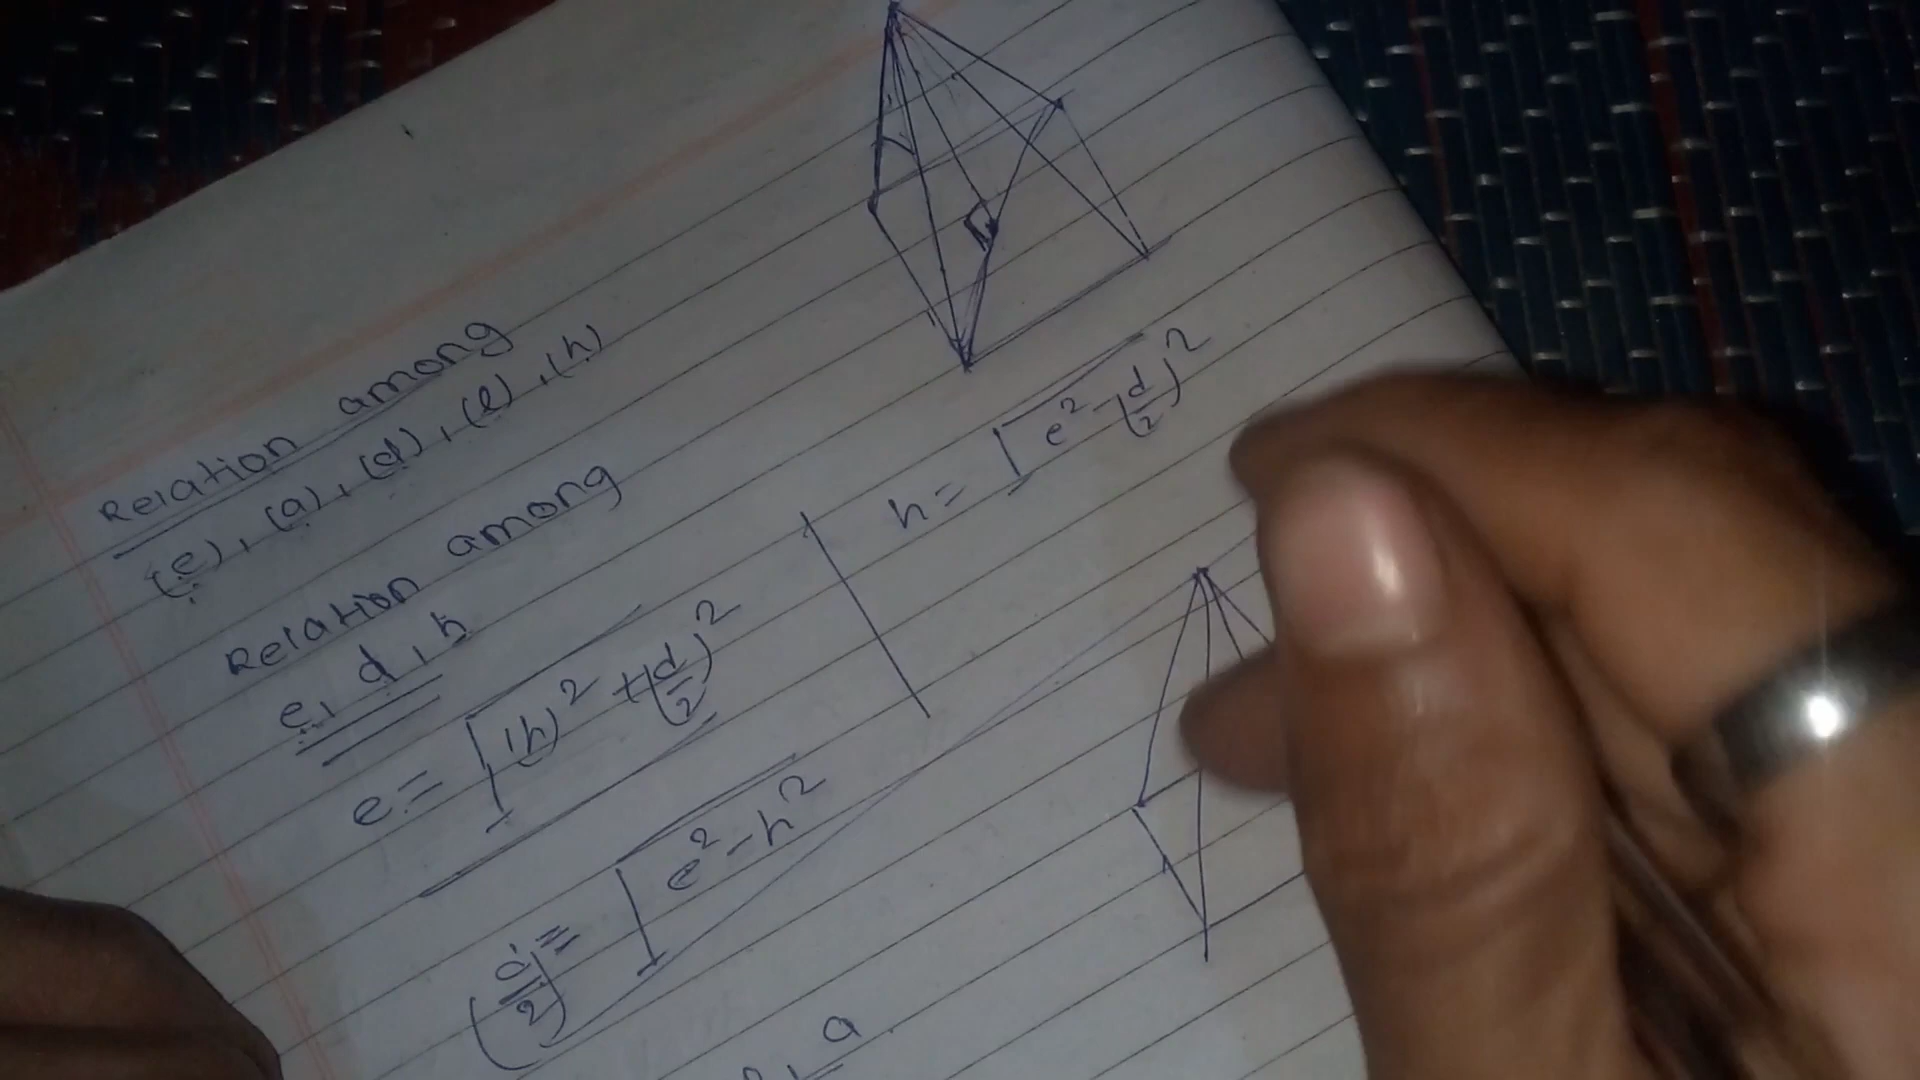 Relation among
(e), (a), (d), (l), (h)
Relation among
e, d, h
e = √(h)² + (d/2)²
h = √e² - (d/2)²
(d/2) = √e² - h²
a